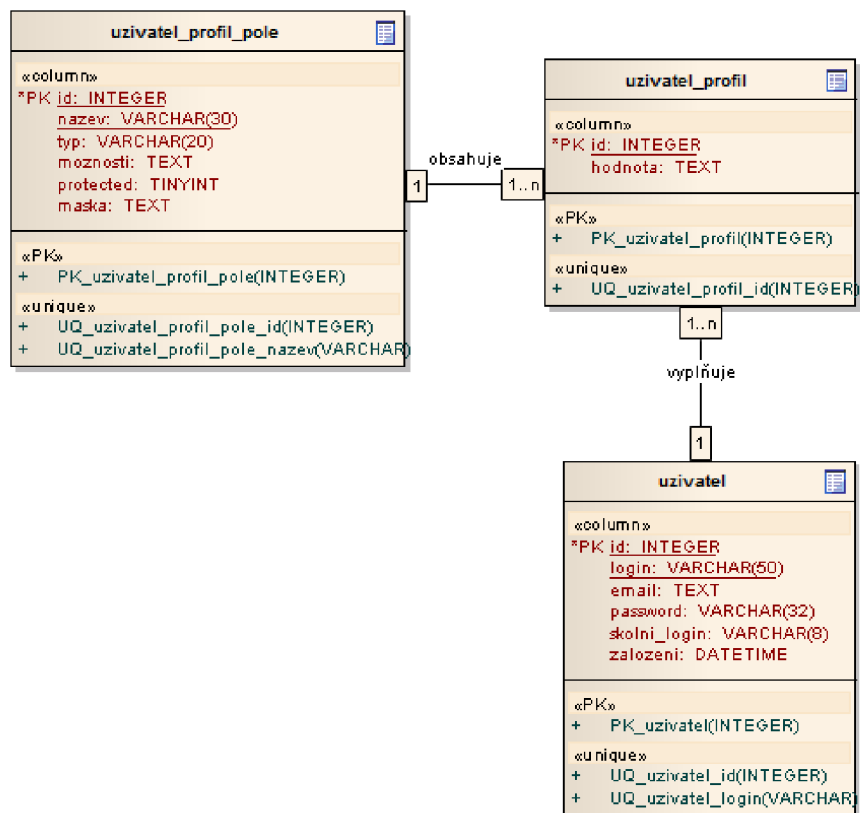 uzivatel_profil_pole
«column»
*PK id: INTEGER
nazev: VARCHAR(30)
typ: VARCHAR(20)
moznosti: TEXT
protected: TINYINT
maska: TEXT
«PK»
+ PK_uzivatel_profil_pole(INTEGER)
«unique»
+ UQ_uzivatel_profil_pole_id(INTEGER)
+ UQ_uzivatel_profil_pole_nazev(VARCHAR)
obsahuje
1
1..n
uzivatel_profil
«column»
*PK id: INTEGER
hodnota: TEXT
«PK»
+ PK_uzivatel_profil(INTEGER)
«unique»
+ UQ_uzivatel_profil_id(INTEGER)
1..n
vyplňuje
1
uzivatel
«column»
*PK id: INTEGER
login: VARCHAR(50)
email: TEXT
password: VARCHAR(32)
skolni_login: VARCHAR(8)
zalozeni: DATETIME
«PK»
+ PK_uzivatel(INTEGER)
«unique»
+ UQ_uzivatel_id(INTEGER)
+ UQ_uzivatel_login(VARCHAR)